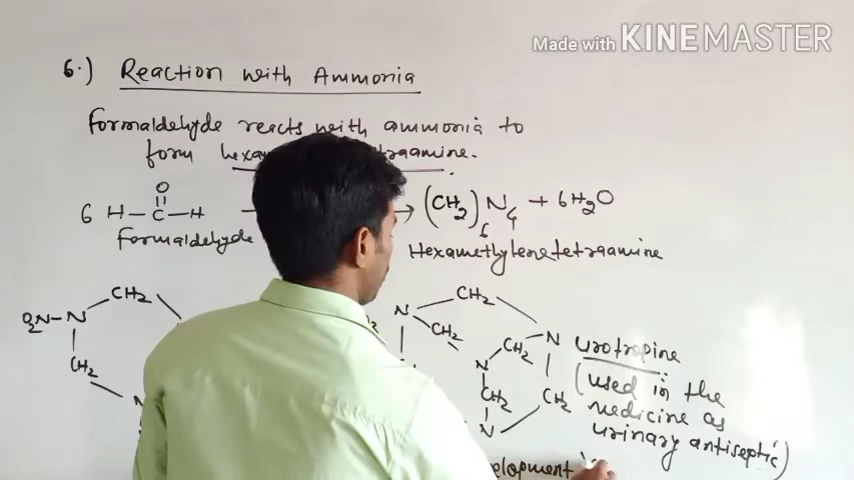 Made with KINEMASTER
6.) Reaction with Ammonia
Formaldehyde reacts with ammonia to
form
O
6 H-C-H → (CH2)6 N4 + 6H2O
Formaldehyde Hexamethylenetetraamine
CH2 CH2
O2N-N N CH2 N
CH2 N urotropine
CH2 CH2 CH2 (used in the
N medicine as
urinary antiseptic)